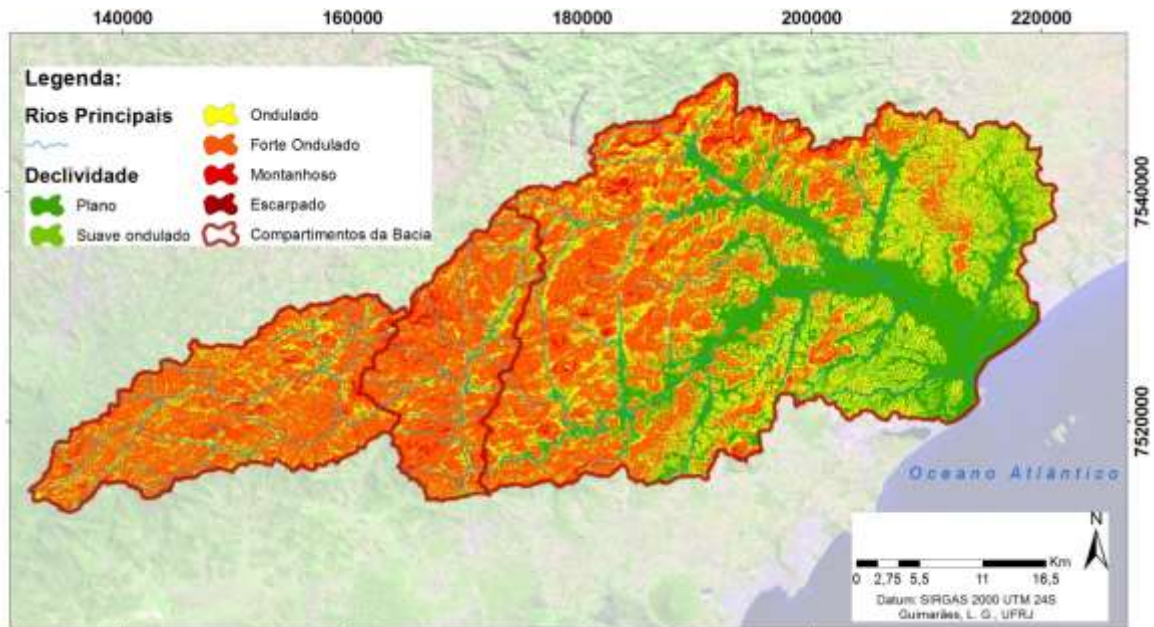 140000 160000 180000 200000 220000
Legenda:
Rios Principais
Declividade
Plano
Suave ondulado
Ondulado
Forte Ondulado
Montanhoso
Escarpado
Compartimentos da Bacia
7540000
7520000
Oceano Atlântico
N
Km
0 2,75 5,5 11 16,5
Datum: SIRGAS 2000 UTM 24S
Guimarães, L. G., UFRJ